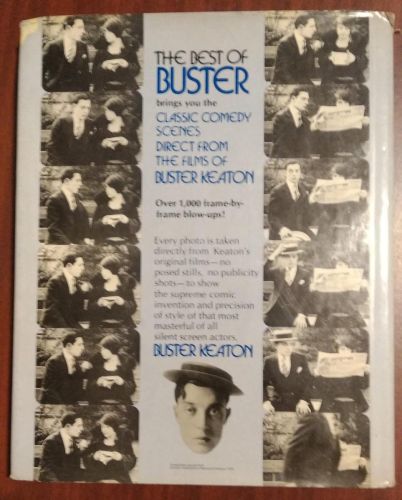 THE BEST OF
BUSTER
brings you the
CLASSIC COMEDY
SCENES
DIRECT FROM
THE FILMS OF
BUSTER KEATON
Over 1,000 frame-by-
frame blow-ups!
Every photo is taken
directly from Keaton's
original films—no
posed stills, no publicity
shots—to show
the supreme comic
invention and precision
of style of that most
masterful of all
silent screen actors,
BUSTER KEATON